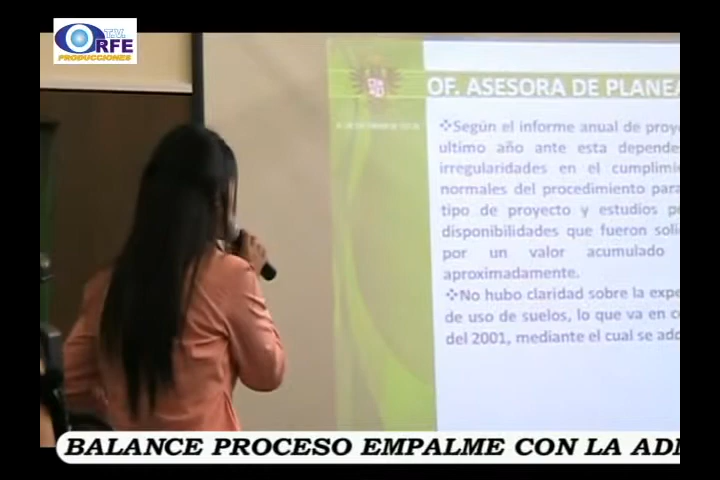 T.V.
ORFE
PRODUCCIONES
OF. ASESORA DE PLANEA
❖Según el informe anual de proye
ultimo año ante esta depende
irregularidades en el cumplimi
normales del procedimiento para
tipo de proyecto y estudios p
disponibilidades que fueron soli
por un valor acumulado
aproximadamente.
❖No hubo claridad sobre la expe
de uso de suelos, lo que va en c
del 2001, mediante el cual se ado
BALANCE PROCESO EMPALME CON LA AD